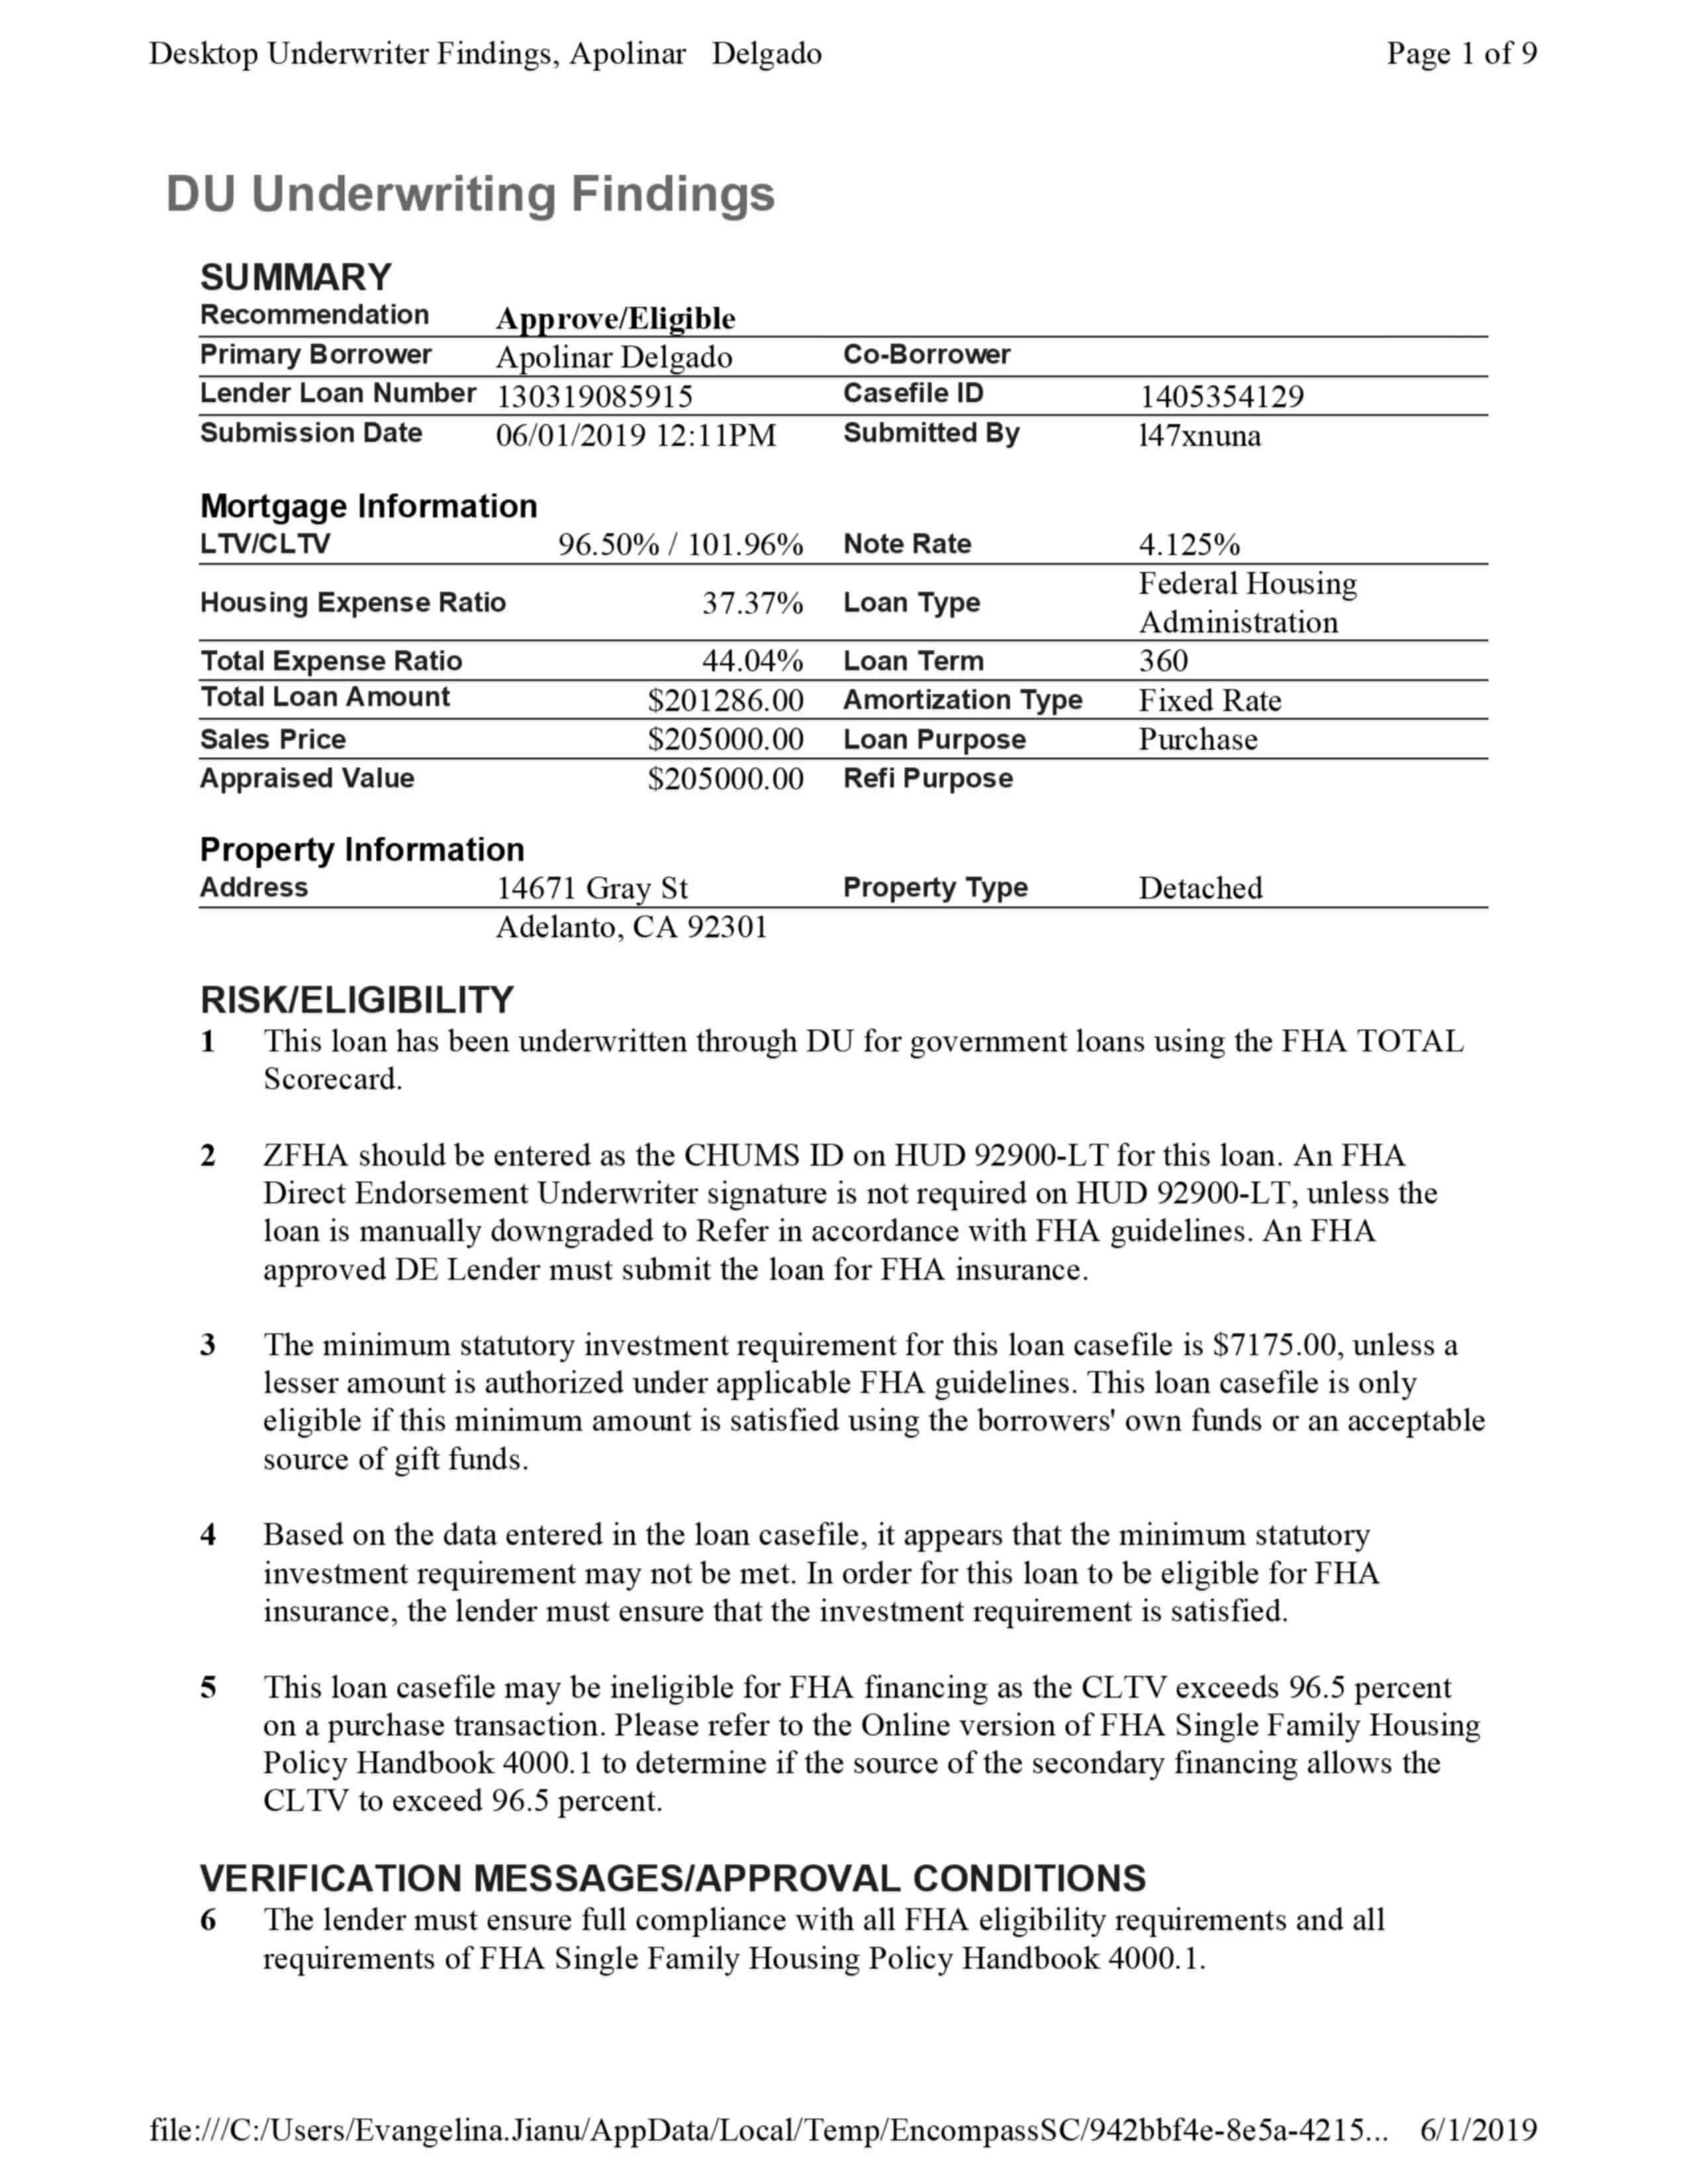 Desktop Underwriter Findings, Apolinar Delgado Page 1 of 9
DU Underwriting Findings
SUMMARY
Recommendation Approve/Eligible
Primary Borrower Apolinar Delgado Co-Borrower
Lender Loan Number 130319085915 Casefile ID 1405354129
Submission Date 06/01/2019 12:11PM Submitted By l47xnuna
Mortgage Information
LTV/CLTV 96.50% / 101.96% Note Rate 4.125%
Housing Expense Ratio 37.37% Loan Type Federal Housing
Administration
Total Expense Ratio 44.04% Loan Term 360
Total Loan Amount $201286.00 Amortization Type Fixed Rate
Sales Price $205000.00 Loan Purpose Purchase
Appraised Value $205000.00 Refi Purpose
Property Information
Address 14671 Gray St Property Type Detached
Adelanto, CA 92301
RISK/ELIGIBILITY
1 This loan has been underwritten through DU for government loans using the FHA TOTAL
Scorecard.
2 ZFHA should be entered as the CHUMS ID on HUD 92900-LT for this loan. An FHA
Direct Endorsement Underwriter signature is not required on HUD 92900-LT, unless the
loan is manually downgraded to Refer in accordance with FHA guidelines. An FHA
approved DE Lender must submit the loan for FHA insurance.
3 The minimum statutory investment requirement for this loan casefile is $7175.00, unless a
lesser amount is authorized under applicable FHA guidelines. This loan casefile is only
eligible if this minimum amount is satisfied using the borrowers' own funds or an acceptable
source of gift funds.
4 Based on the data entered in the loan casefile, it appears that the minimum statutory
investment requirement may not be met. In order for this loan to be eligible for FHA
insurance, the lender must ensure that the investment requirement is satisfied.
5 This loan casefile may be ineligible for FHA financing as the CLTV exceeds 96.5 percent
on a purchase transaction. Please refer to the Online version of FHA Single Family Housing
Policy Handbook 4000.1 to determine if the source of the secondary financing allows the
CLTV to exceed 96.5 percent.
VERIFICATION MESSAGES/APPROVAL CONDITIONS
6 The lender must ensure full compliance with all FHA eligibility requirements and all
requirements of FHA Single Family Housing Policy Handbook 4000.1.
file:///C:/Users/Evangelina.Jianu/AppData/Local/Temp/EncompassSC/942bbf4e-8e5a-4215... 6/1/2019